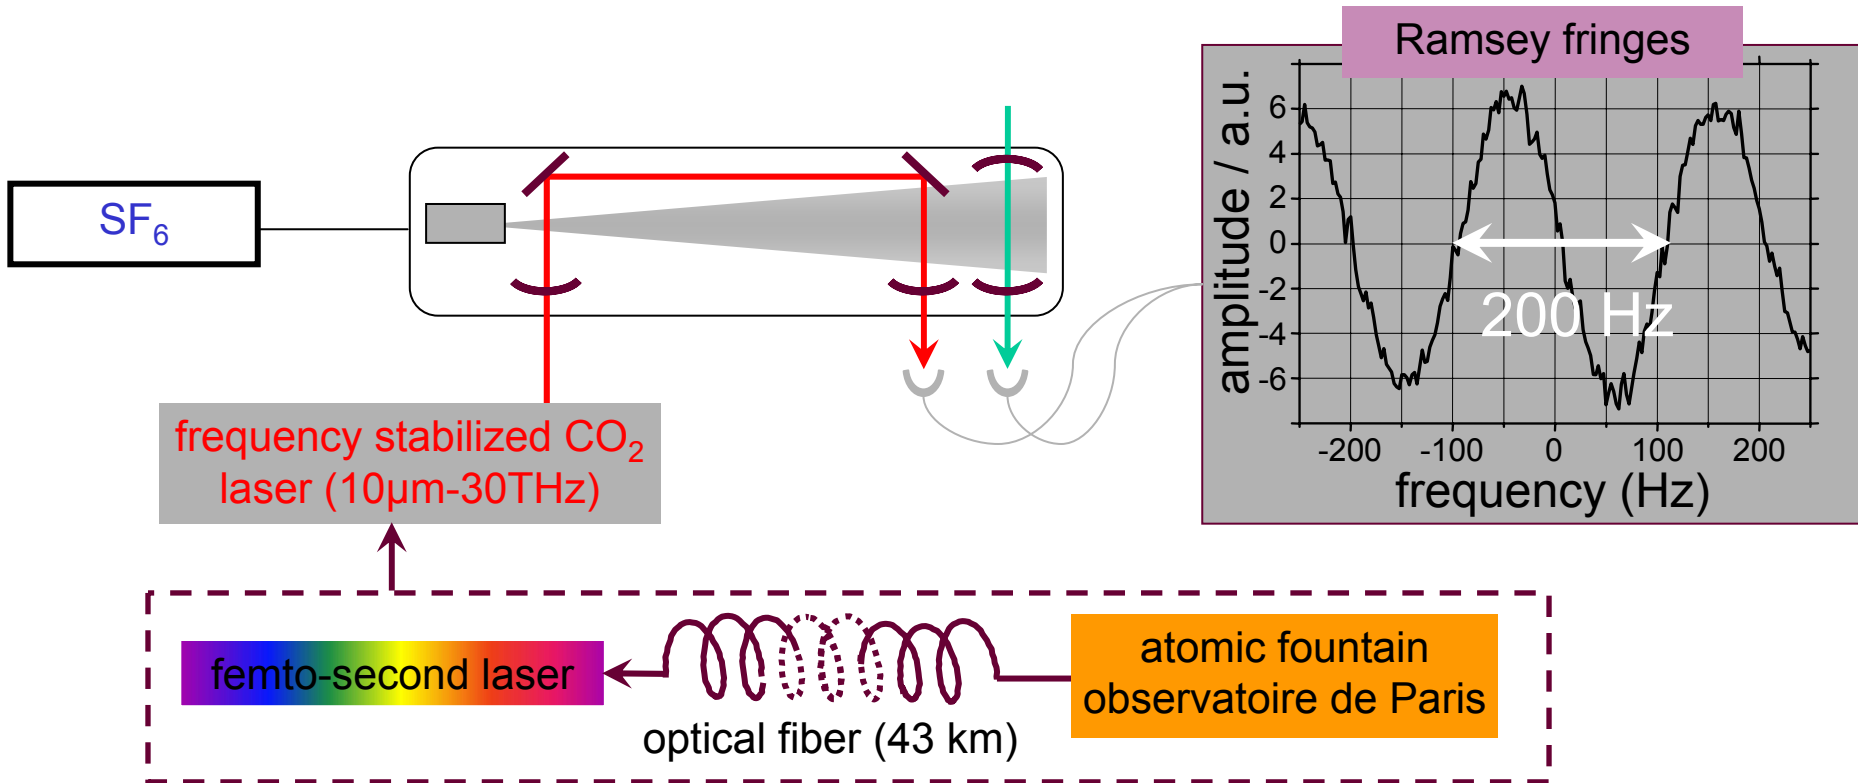 Ramsey fringes
SF₆
amplitude / a.u.
6
4
2
0
-2
-4
-6
200 Hz
-200 -100 0 100 200
frequency (Hz)
frequency stabilized CO₂
laser (10µm-30THz)
femto-second laser
optical fiber (43 km)
atomic fountain
observatoire de Paris